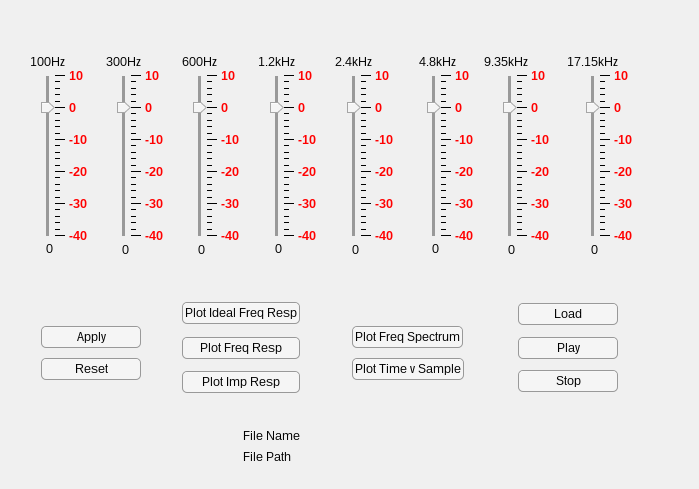 100Hz 300Hz 600Hz 1.2kHz 2.4kHz 4.8kHz 9.35kHz 17.15kHz
10 10 10 10 10 10 10 10
0 0 0 0 0 0 0 0
-10 -10 -10 -10 -10 -10 -10 -10
-20 -20 -20 -20 -20 -20 -20 -20
-30 -30 -30 -30 -30 -30 -30 -30
-40 -40 -40 -40 -40 -40 -40 -40
0 0 0 0 0 0 0 0
Plot Ideal Freq Resp Load
Apply Plot Freq Spectrum
Plot Freq Resp Play
Reset Plot Time v Sample
Plot Imp Resp Stop
File Name
File Path